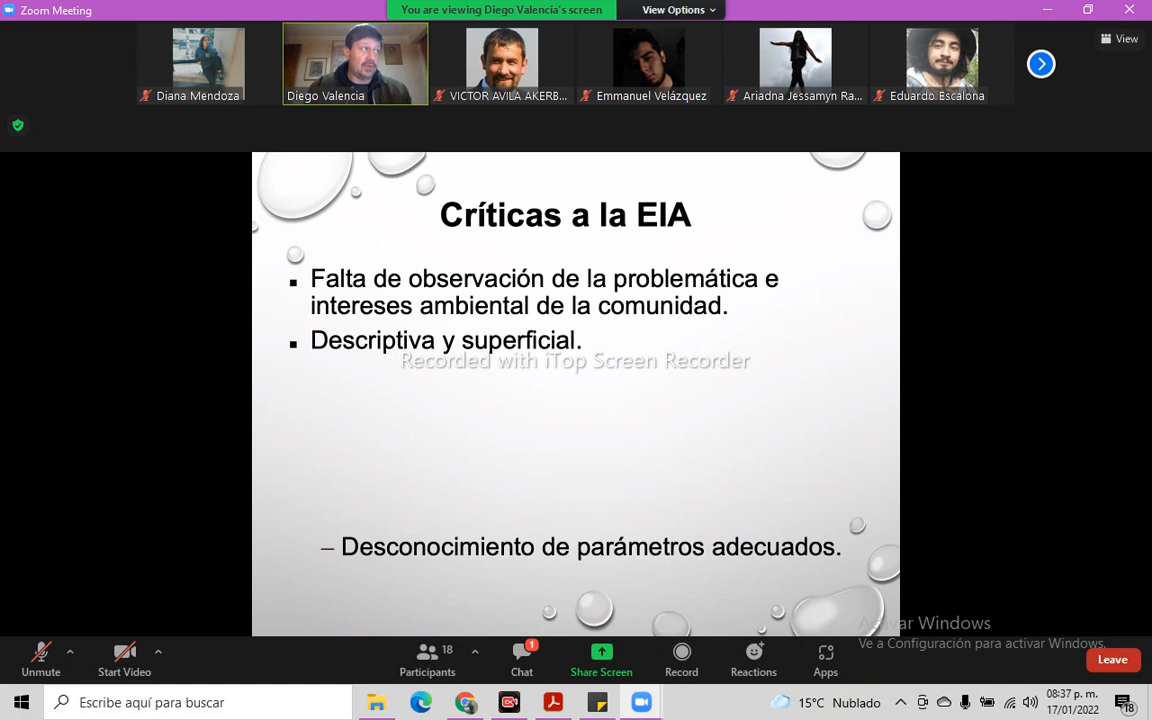 Zoom Meeting
You are viewing Diego Valencia's screen
View Options
View
Diana Mendoza
Diego Valencia
VICTOR AVILA AKERB...
Emmanuel Velázquez
Ariadna Jessamyn Ra...
Eduardo Escalona
Críticas a la EIA
▪ Falta de observación de la problemática e
intereses ambiental de la comunidad.
▪ Descriptiva y superficial.
Recorded with iTop Screen Recorder
– Desconocimiento de parámetros adecuados.
Activar Windows
Ve a Configuración para activar Windows.
Unmute
Start Video
18
Participants
1
Chat
Share Screen
Record
Reactions
Apps
Leave
Escribe aquí para buscar
15°C Nublado
08:37 p. m.
17/01/2022
18